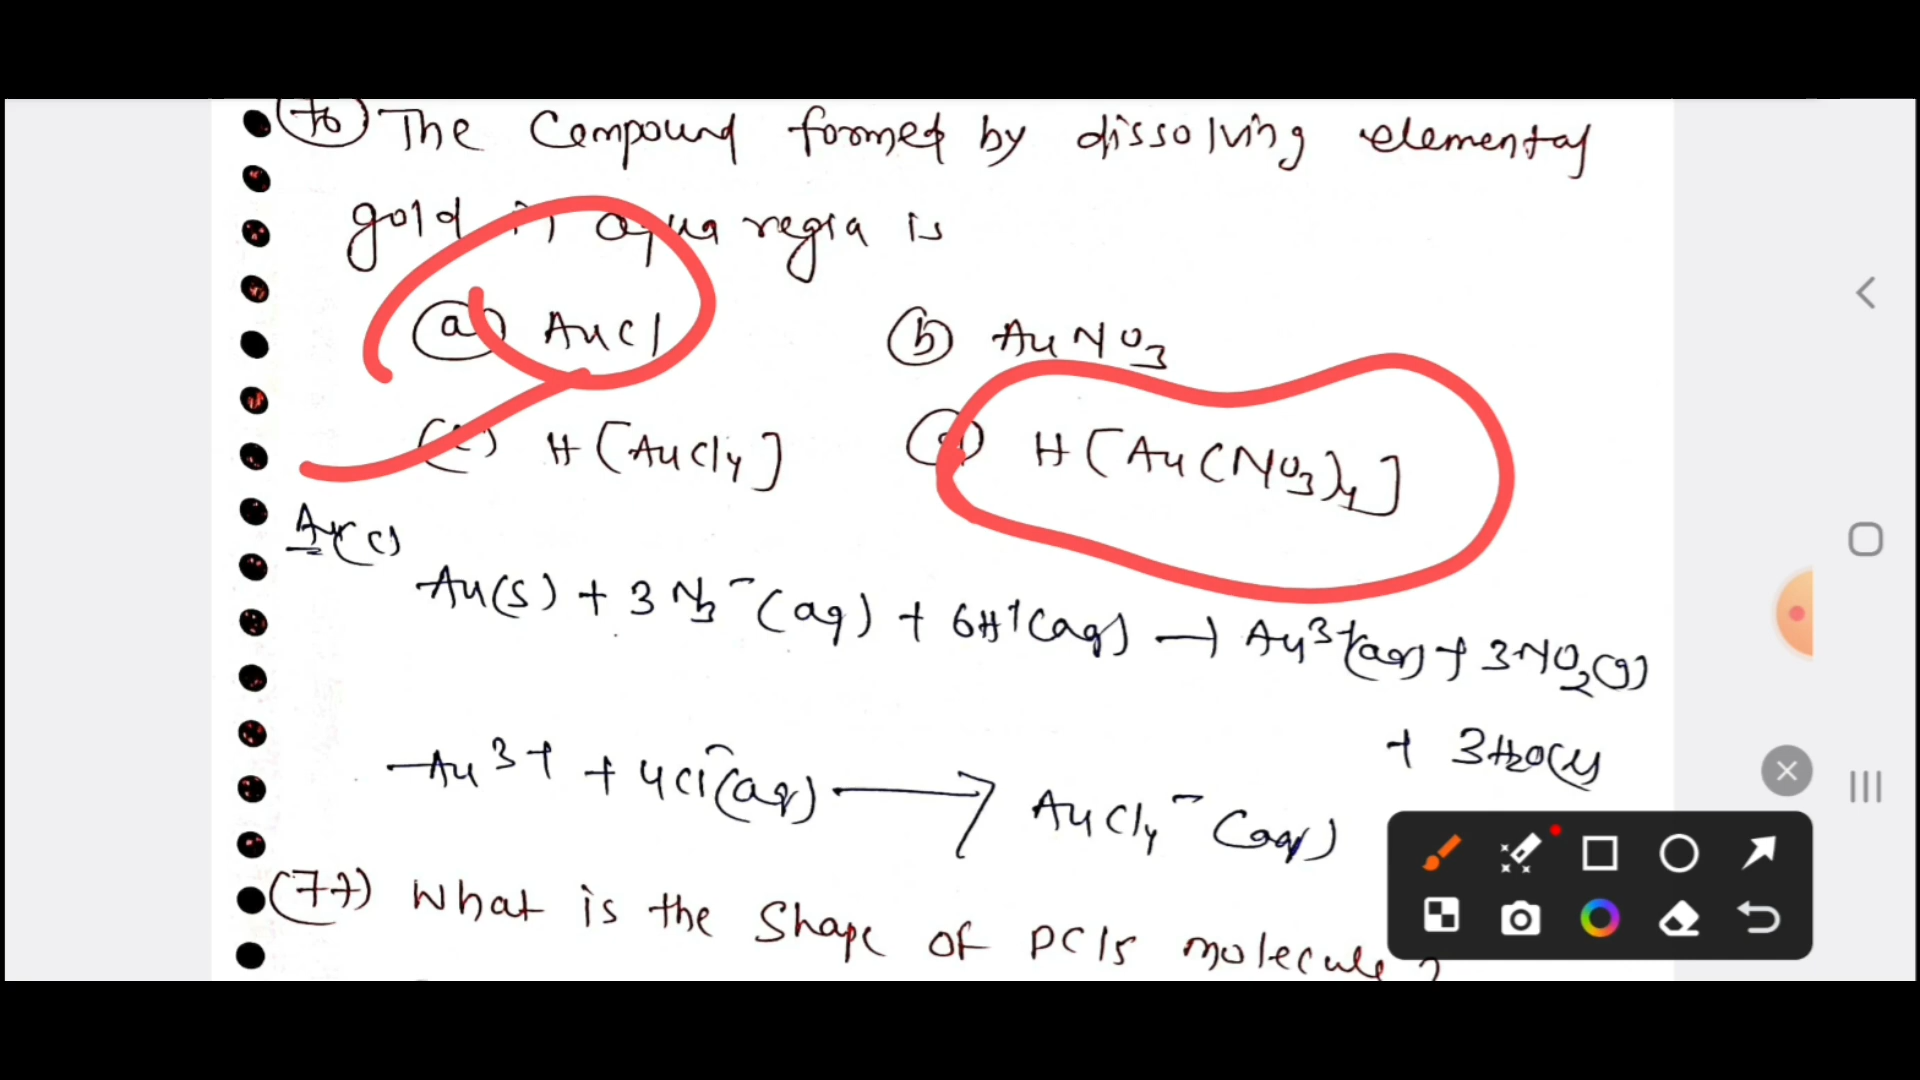 (76) The Compound formed by dissolving elemental
gold in aqua regia is
(a) AuCl (b) AuNO3
(c) H[AuCl4] (d) H[Au(NO3)4]
(c)
Au(s) + 3N3⁻(aq) + 6H⁺(aq) → Au³⁺(aq) + 3NO2(g)
+ 3H2O(l)
Au³⁺ + 4Cl⁻(aq) → AuCl4⁻(aq)
(77) What is the Shape of PCl5 molecule?